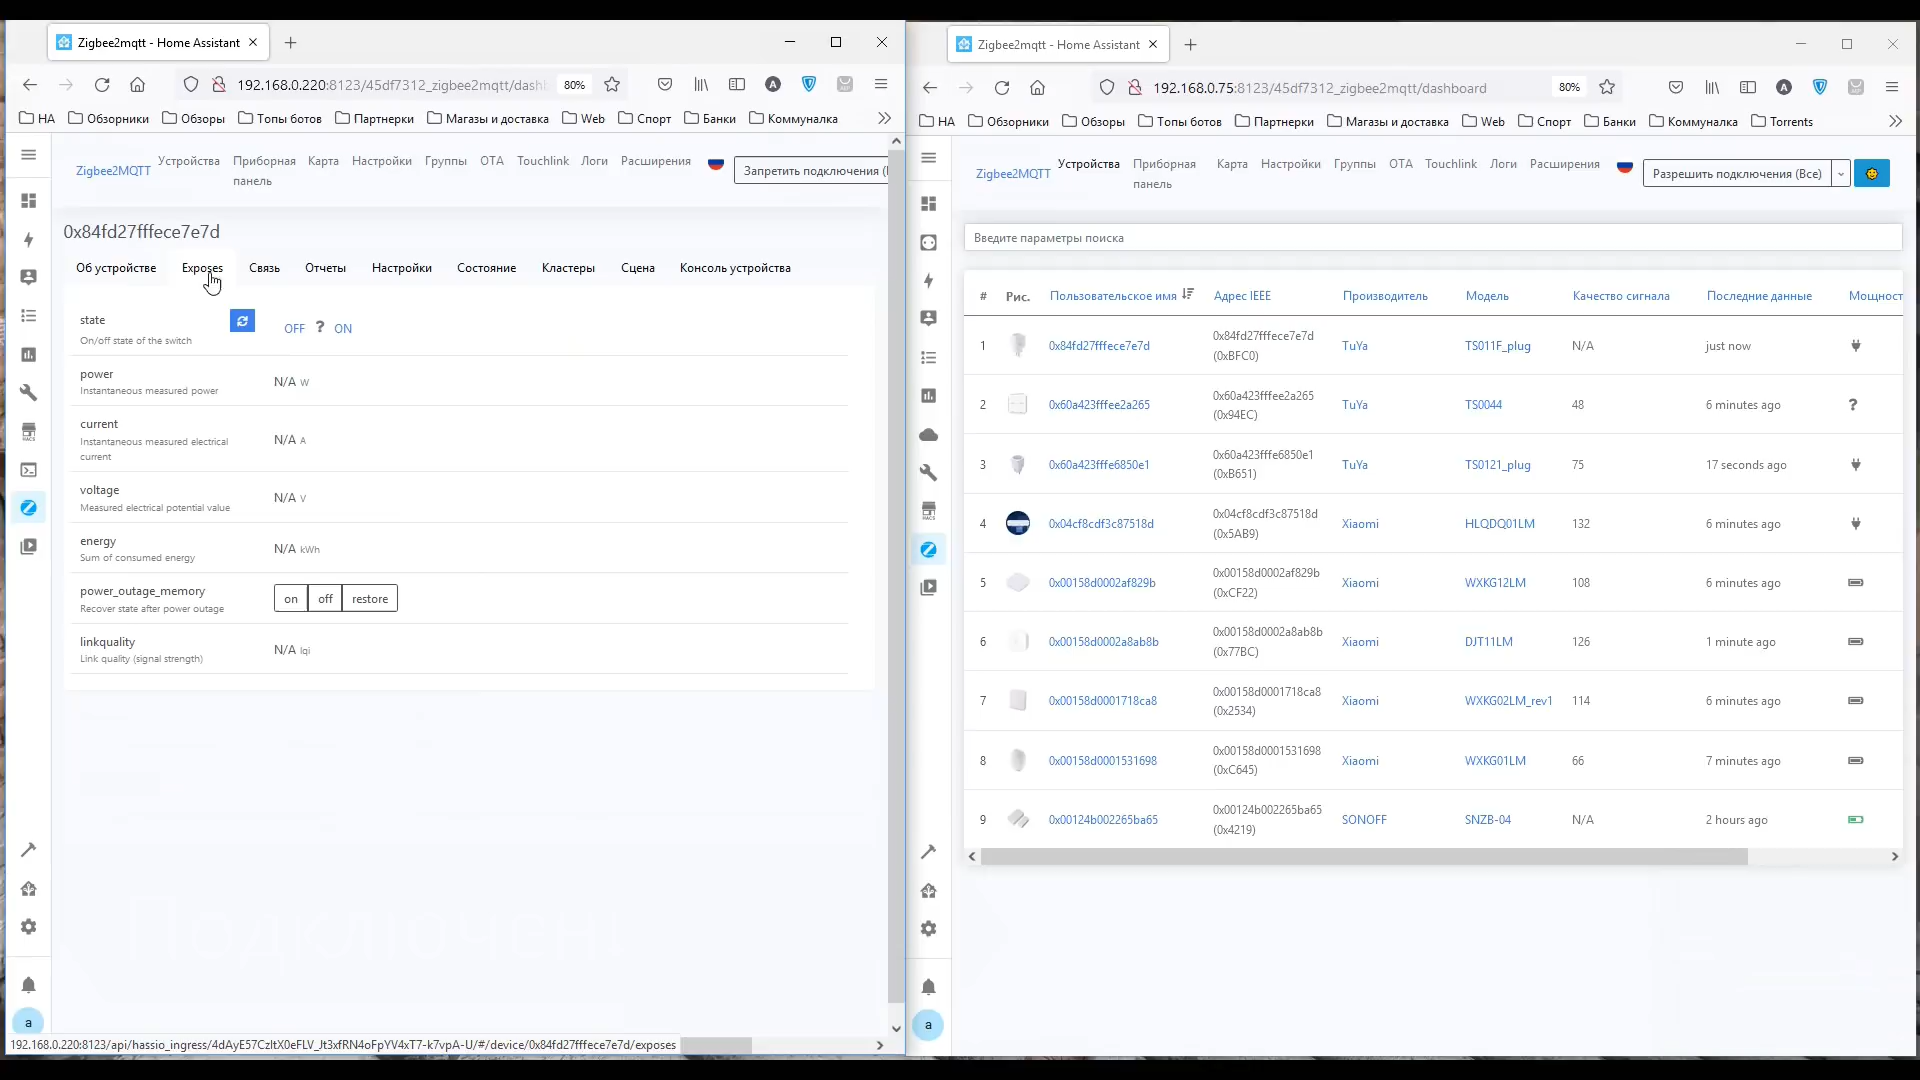 Zigbee2mqtt - Home Assistant
192.168.0.220:8123/45df7312_zigbee2mqtt/dashl
80%
НА
Обзорники
Обзоры
Топы ботов
Партнерки
Магазы и доставка
Web
Спорт
Банки
Коммуналка
Zigbee2MQTT
Устройства
Приборная
панель
Карта
Настройки
Группы
OTA
Touchlink
Логи
Расширения
Запретить подключения (
0x84fd27fffece7e7d
Об устройстве
Exposes
Связь
Отчеты
Настройки
Состояние
Кластеры
Сцена
Консоль устройства
state
On/off state of the switch
OFF ? ON
power
Instantaneous measured power
N/A W
current
Instantaneous measured electrical
current
N/A A
voltage
Measured electrical potential value
N/A V
energy
Sum of consumed energy
N/A kWh
power_outage_memory
Recover state after power outage
on off restore
linkquality
Link quality (signal strength)
N/A lqi
a
192.168.0.220:8123/api/hassio_ingress/4dAyE57CzltX0eFLV_Jt3xfRN4oFpYV4xT7-k7vpA-U/#/device/0x84fd27fffece7e7d/exposes
Zigbee2mqtt - Home Assistant
192.168.0.75:8123/45df7312_zigbee2mqtt/dashboard
80%
НА
Обзорники
Обзоры
Топы ботов
Партнерки
Магазы и доставка
Web
Спорт
Банки
Коммуналка
Torrents
Zigbee2MQTT
Устройства
Приборная
панель
Карта
Настройки
Группы
OTA
Touchlink
Логи
Расширения
Разрешить подключения (Все)
Введите параметры поиска
# Рис. Пользовательское имя Адрес IEEE Производитель Модель Качество сигнала Последние данные Мощност
1 0x84fd27fffece7e7d 0x84fd27fffece7e7d TuYa TS011F_plug N/A just now
(0xBFC0)
2 0x60a423fffee2a265 0x60a423fffee2a265 TuYa TS0044 48 6 minutes ago ?
(0x94EC)
3 0x60a423fffe6850e1 0x60a423fffe6850e1 TuYa TS0121_plug 75 17 seconds ago
(0xB651)
4 0x04cf8cdf3c87518d 0x04cf8cdf3c87518d Xiaomi HLQDQ01LM 132 6 minutes ago
(0x5AB9)
5 0x00158d0002af829b 0x00158d0002af829b Xiaomi WXKG12LM 108 6 minutes ago
(0xCF22)
6 0x00158d0002a8ab8b 0x00158d0002a8ab8b Xiaomi DJT11LM 126 1 minute ago
(0x77BC)
7 0x00158d0001718ca8 0x00158d0001718ca8 Xiaomi WXKG02LM_rev1 114 6 minutes ago
(0x2534)
8 0x00158d0001531698 0x00158d0001531698 Xiaomi WXKG01LM 66 7 minutes ago
(0xC645)
9 0x00124b002265ba65 0x00124b002265ba65 SONOFF SNZB-04 N/A 2 hours ago
(0x4219)
a